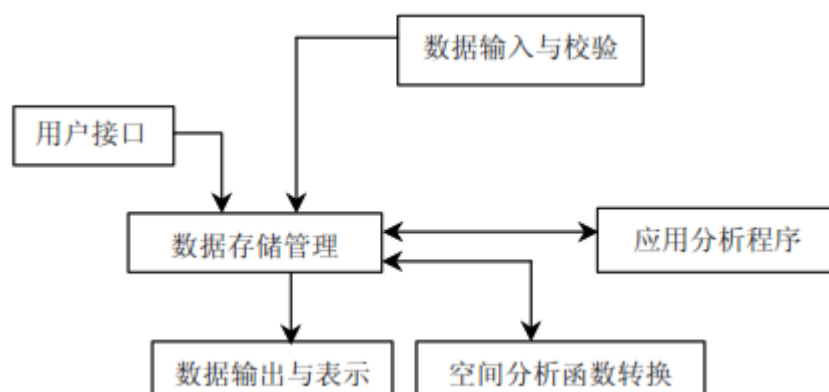 数据输入与校验
用户接口
数据存储管理
应用分析程序
数据输出与表示
空间分析函数转换